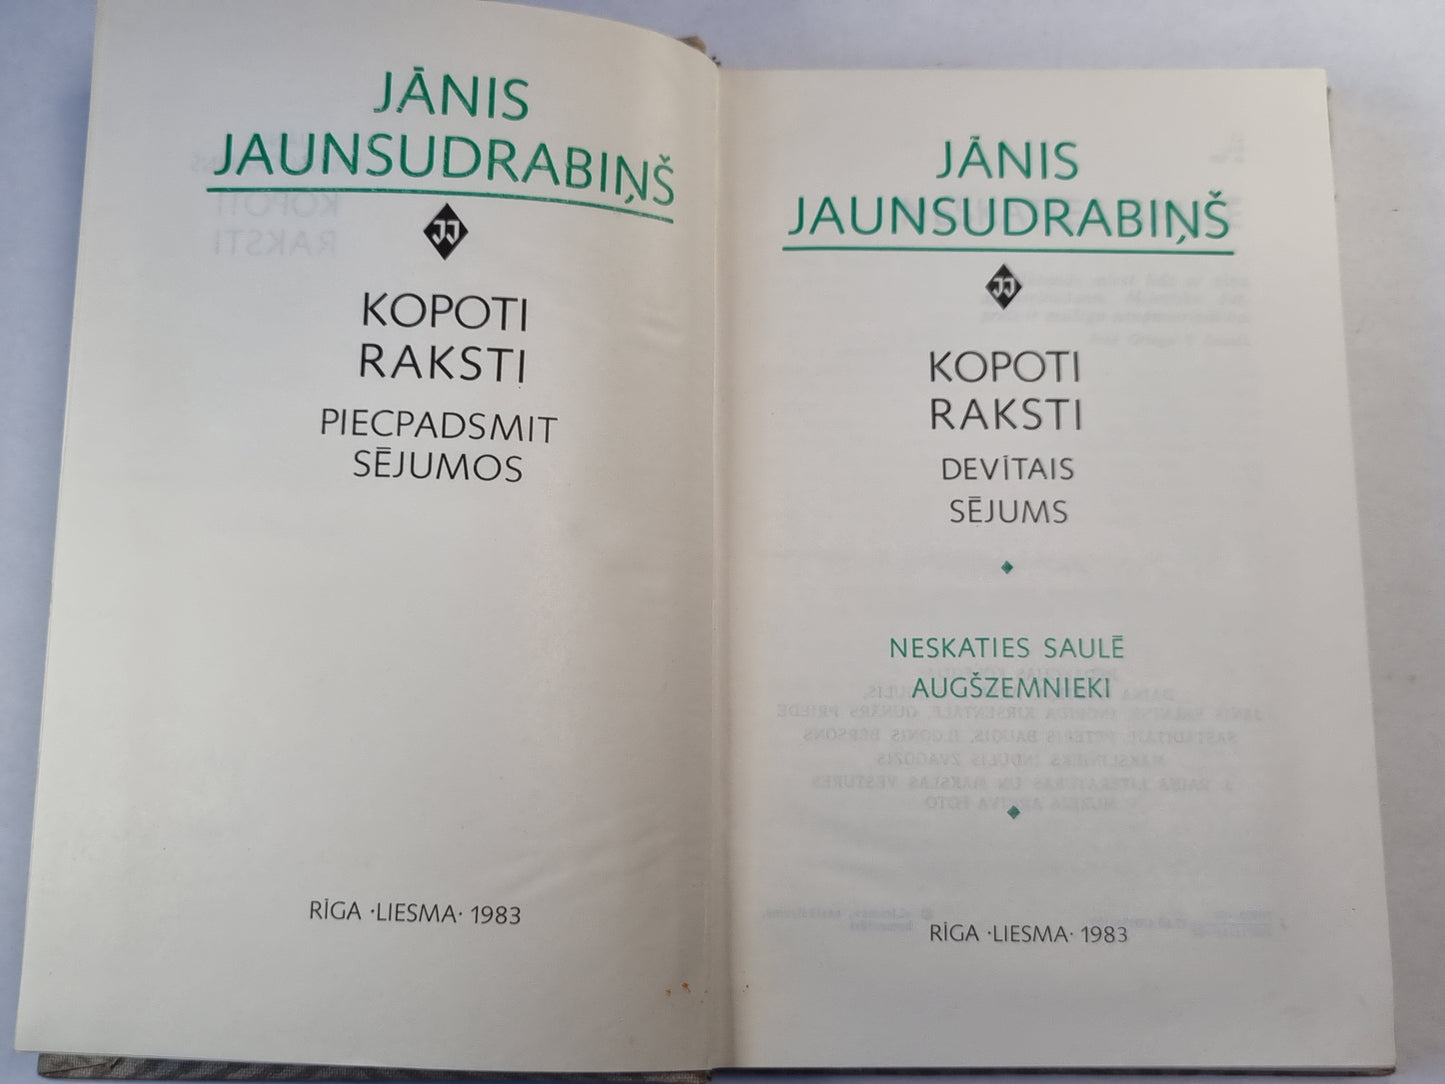 JĀNIS
JAUNSUDRABIŅŠ
JJ
KOPOTI
RAKSTI
PIECPADSMIT
SĒJUMOS
RĪGA ·LIESMA· 1983
JĀNIS
JAUNSUDRABIŅŠ
JJ
KOPOTI
RAKSTI
DEVĪTAIS
SĒJUMS
NESKATIES SAULĒ
AUGŠZEMNIEKI
RĪGA ·LIESMA· 1983